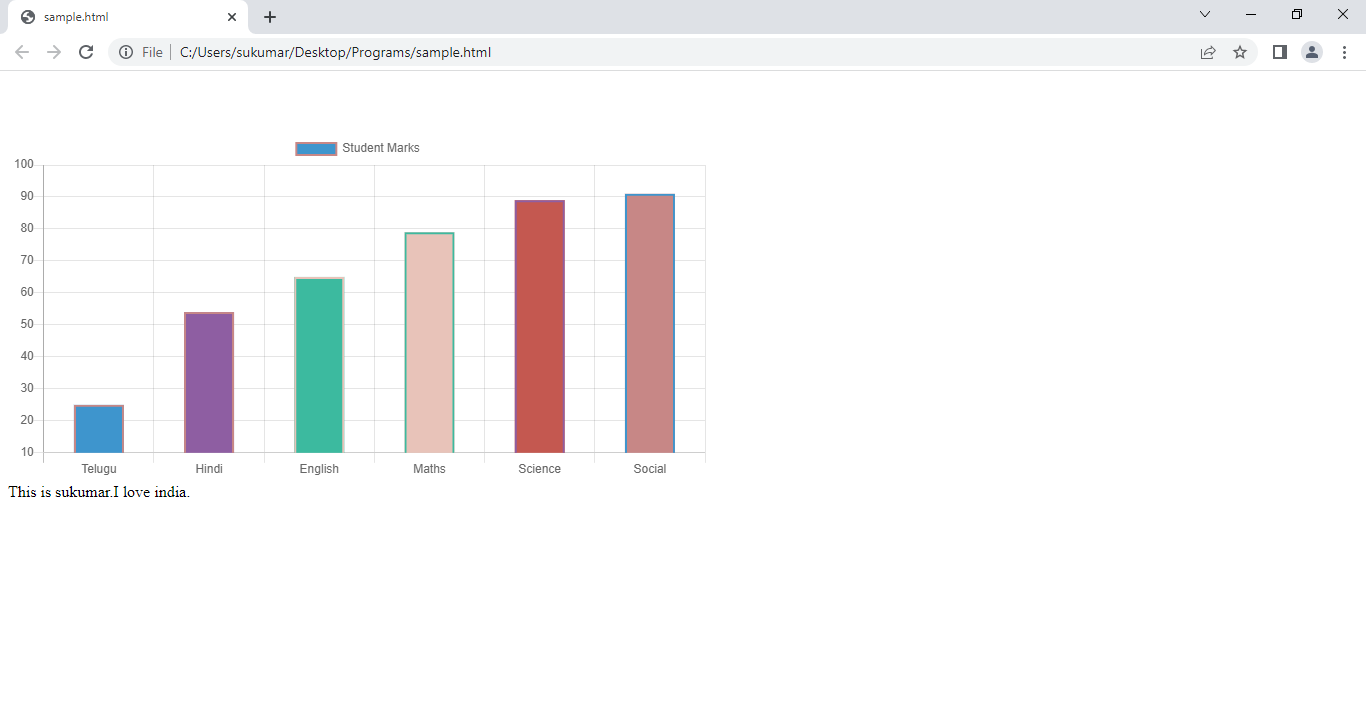 sample.html
File C:/Users/sukumar/Desktop/Programs/sample.html
Student Marks
100
90
80
70
60
50
40
30
20
10
Telugu Hindi English Maths Science Social
This is sukumar.I love india.